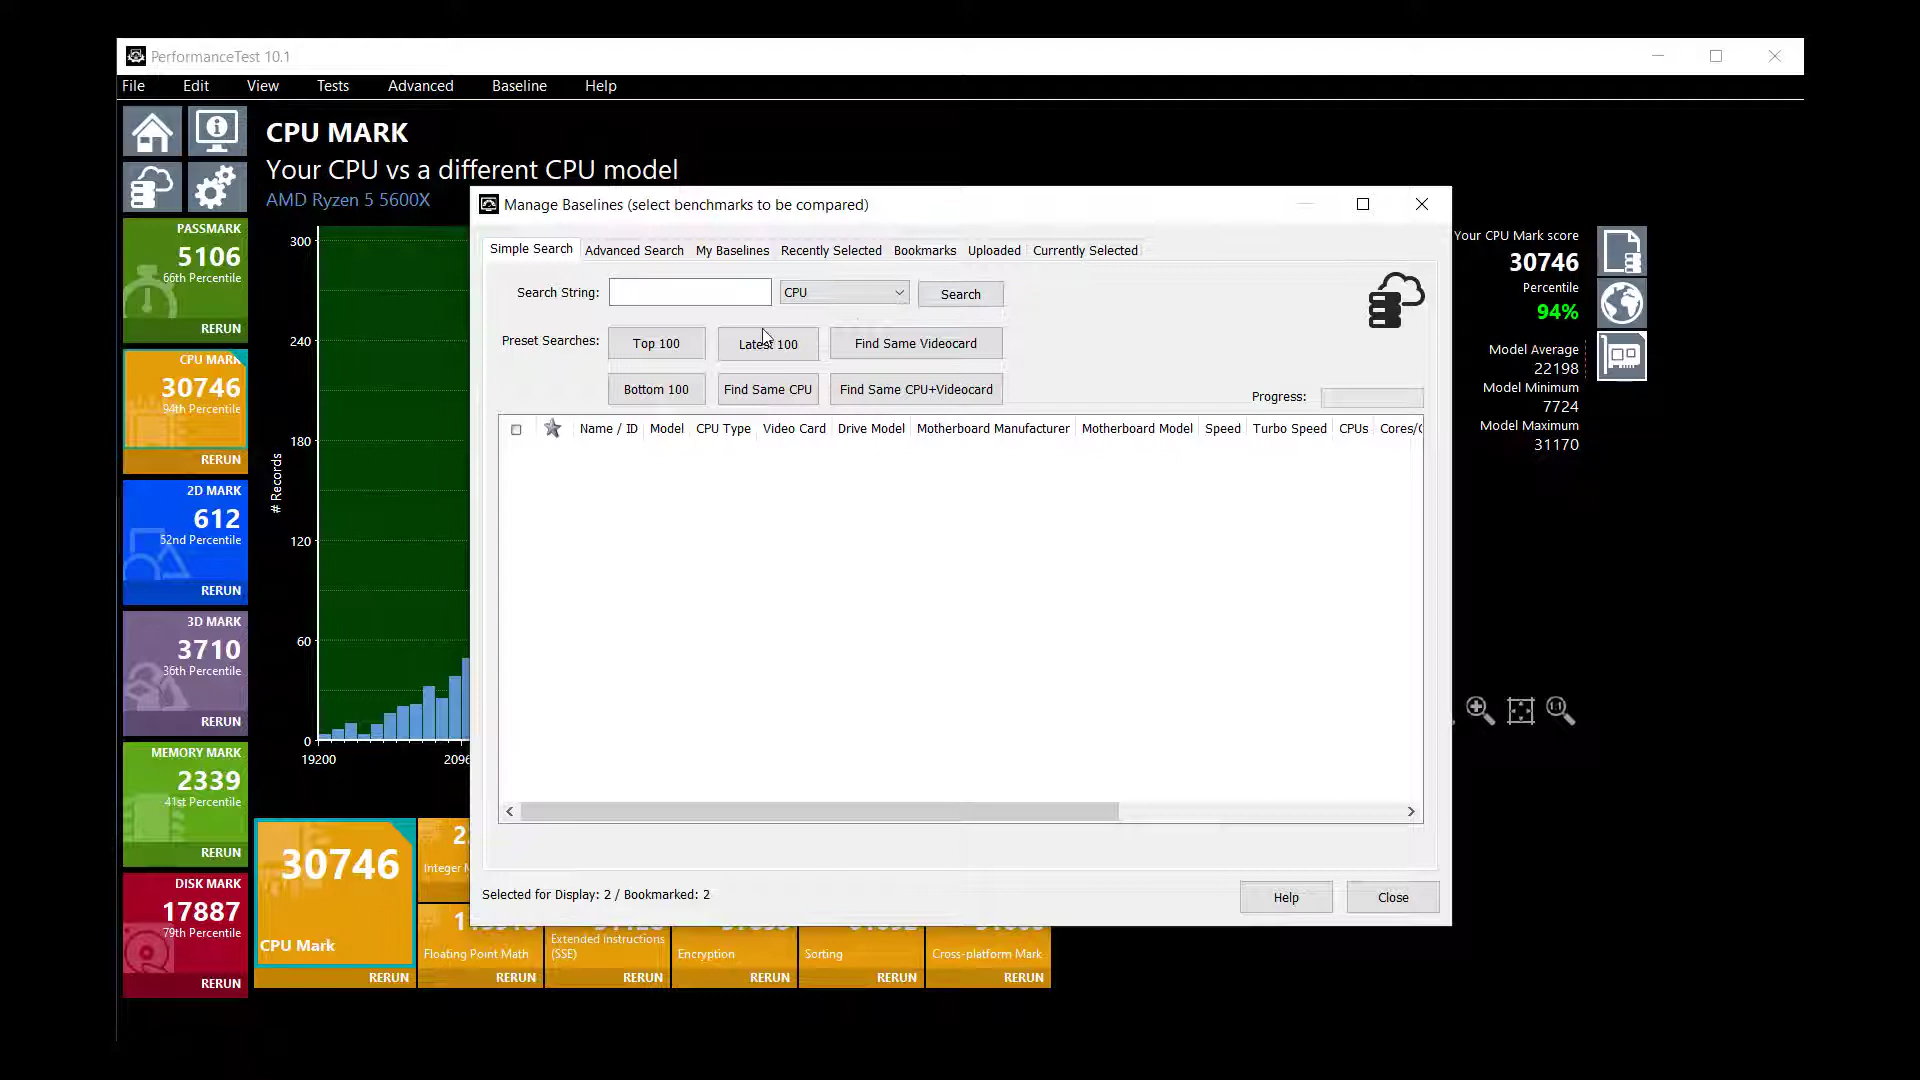 PerformanceTest 10.1
File Edit View Tests Advanced Baseline Help
CPU MARK
Your CPU vs a different CPU model
AMD Ryzen 5 5600X
PASSMARK
5106
66th Percentile
RERUN
CPU MARK
30746
94th Percentile
RERUN
2D MARK
612
52nd Percentile
RERUN
3D MARK
3710
36th Percentile
RERUN
MEMORY MARK
2339
41st Percentile
RERUN
DISK MARK
17887
79th Percentile
RERUN
300
240
180
120
60
0
# Records
19200
2096
Manage Baselines (select benchmarks to be compared)
Simple Search Advanced Search My Baselines Recently Selected Bookmarks Uploaded Currently Selected
Search String: CPU Search
Preset Searches: Top 100 Latest 100 Find Same Videocard
Bottom 100 Find Same CPU Find Same CPU+Videocard
Progress:
Name / ID Model CPU Type Video Card Drive Model Motherboard Manufacturer Motherboard Model Speed Turbo Speed CPUs Cores/
Selected for Display: 2 / Bookmarked: 2
Help Close
Your CPU Mark score
30746
Percentile
94%
Model Average
22198
Model Minimum
7724
Model Maximum
31170
1:1
30746
CPU Mark
RERUN
Integer M
Floating Point Math
RERUN
Extended Instructions
(SSE)
RERUN
Encryption
RERUN
Sorting
RERUN
Cross-platform Mark
RERUN